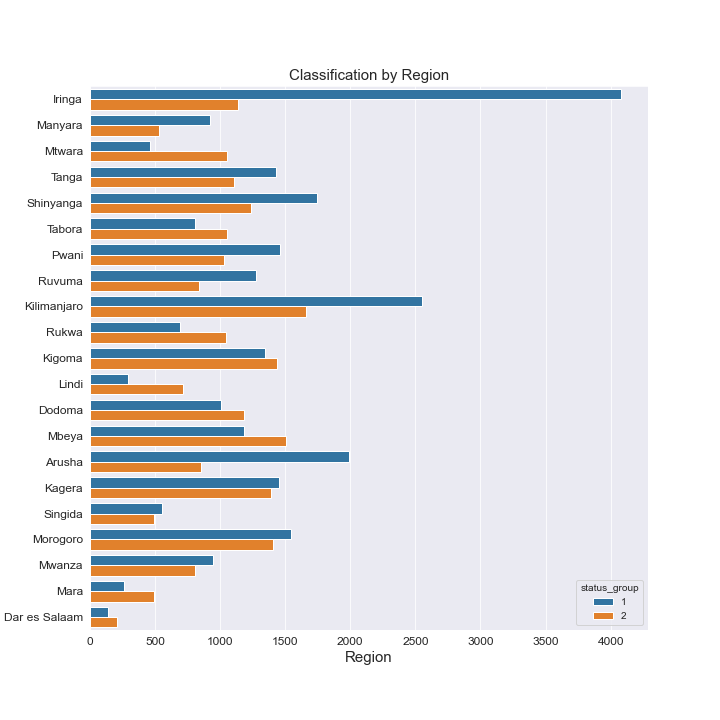 Classification by Region
Iringa
Manyara
Mtwara
Tanga
Shinyanga
Tabora
Pwani
Ruvuma
Kilimanjaro
Rukwa
Kigoma
Lindi
Dodoma
Mbeya
Arusha
Kagera
Singida
Morogoro
Mwanza
Mara
Dar es Salaam
status_group
1
2
0 500 1000 1500 2000 2500 3000 3500 4000
Region